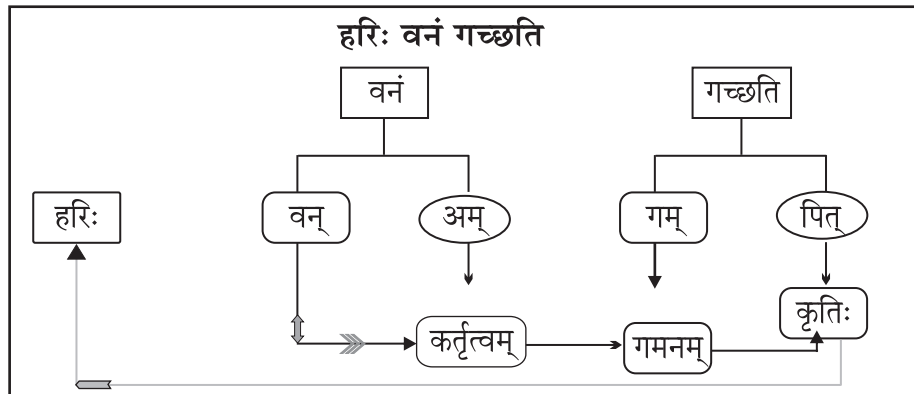 हरिः वनं गच्छति
वनं गच्छति
हरिः वन् अम् गम् पित्
कर्तृत्वम् गमनम् कृतिः